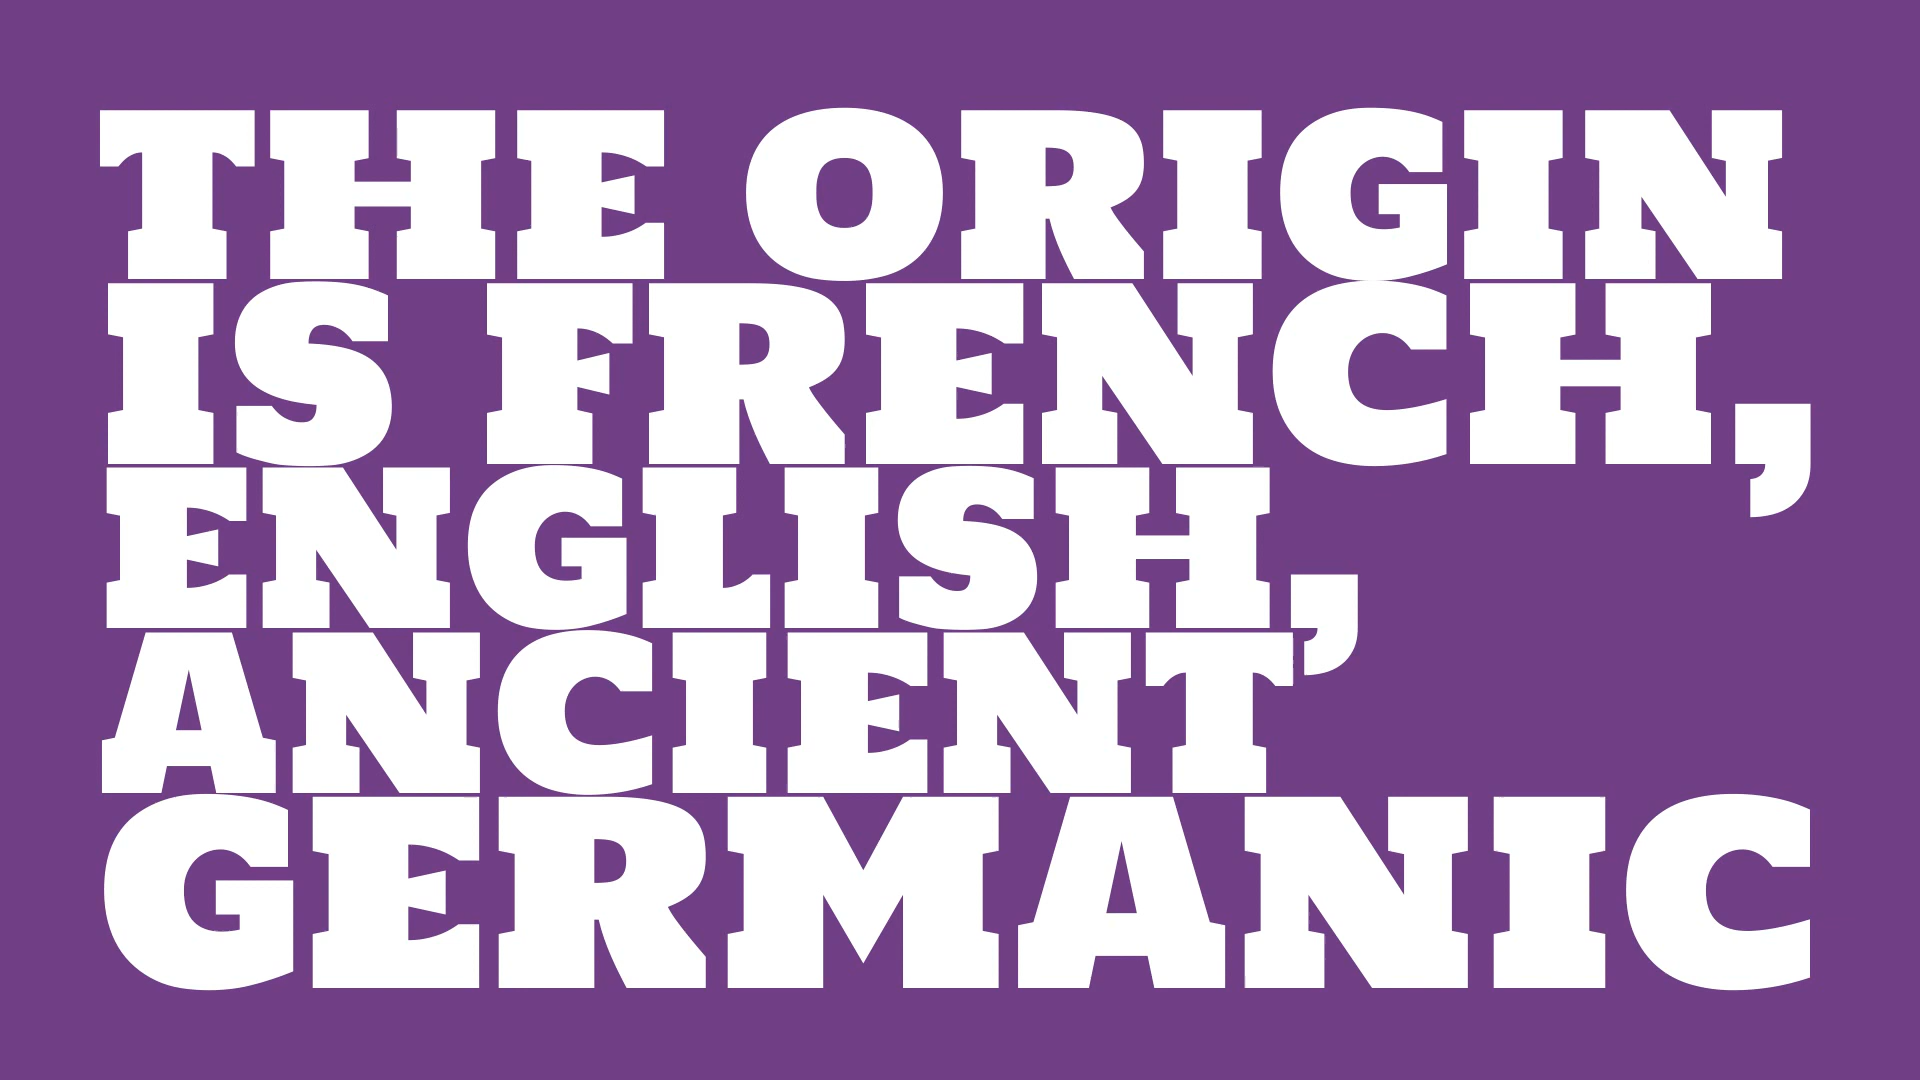 THE ORIGIN
IS FRENCH,
ENGLISH,
ANCIENT
GERMANIC